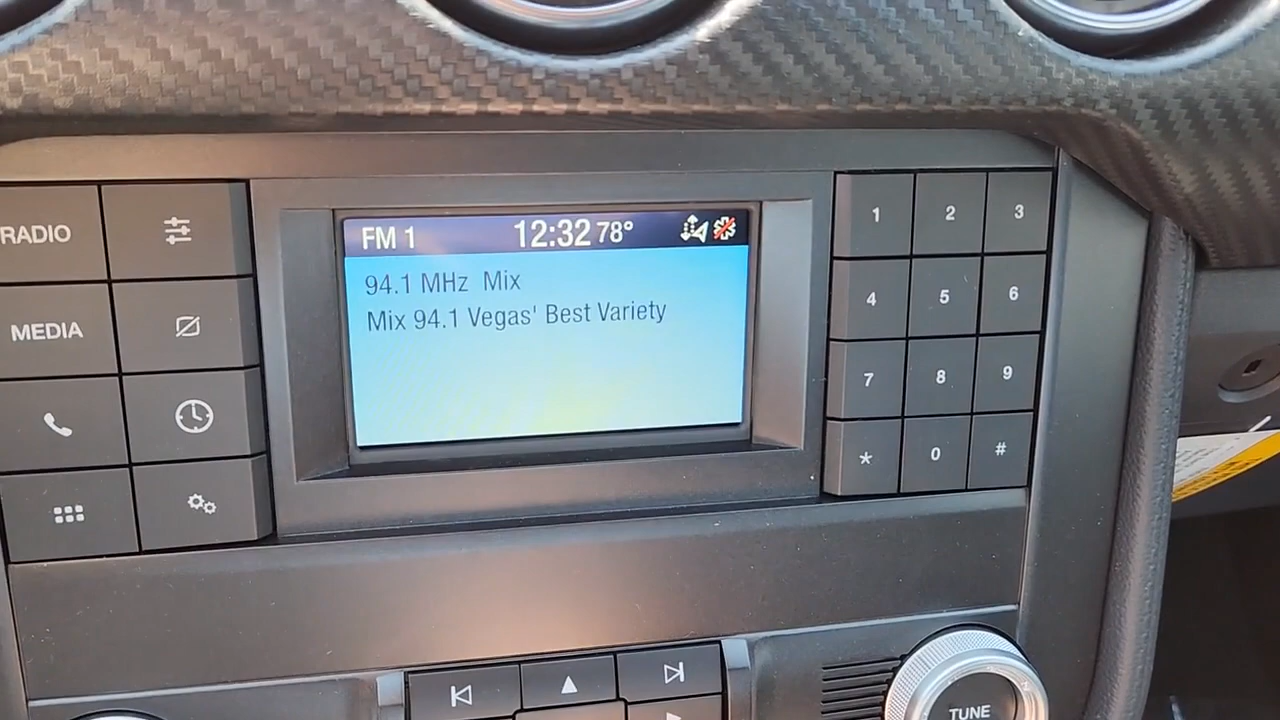 RADIO
MEDIA
FM 1 12:32 78°
94.1 MHz Mix
Mix 94.1 Vegas' Best Variety
1 2 3
4 5 6
7 8 9
* 0 #
TUNE